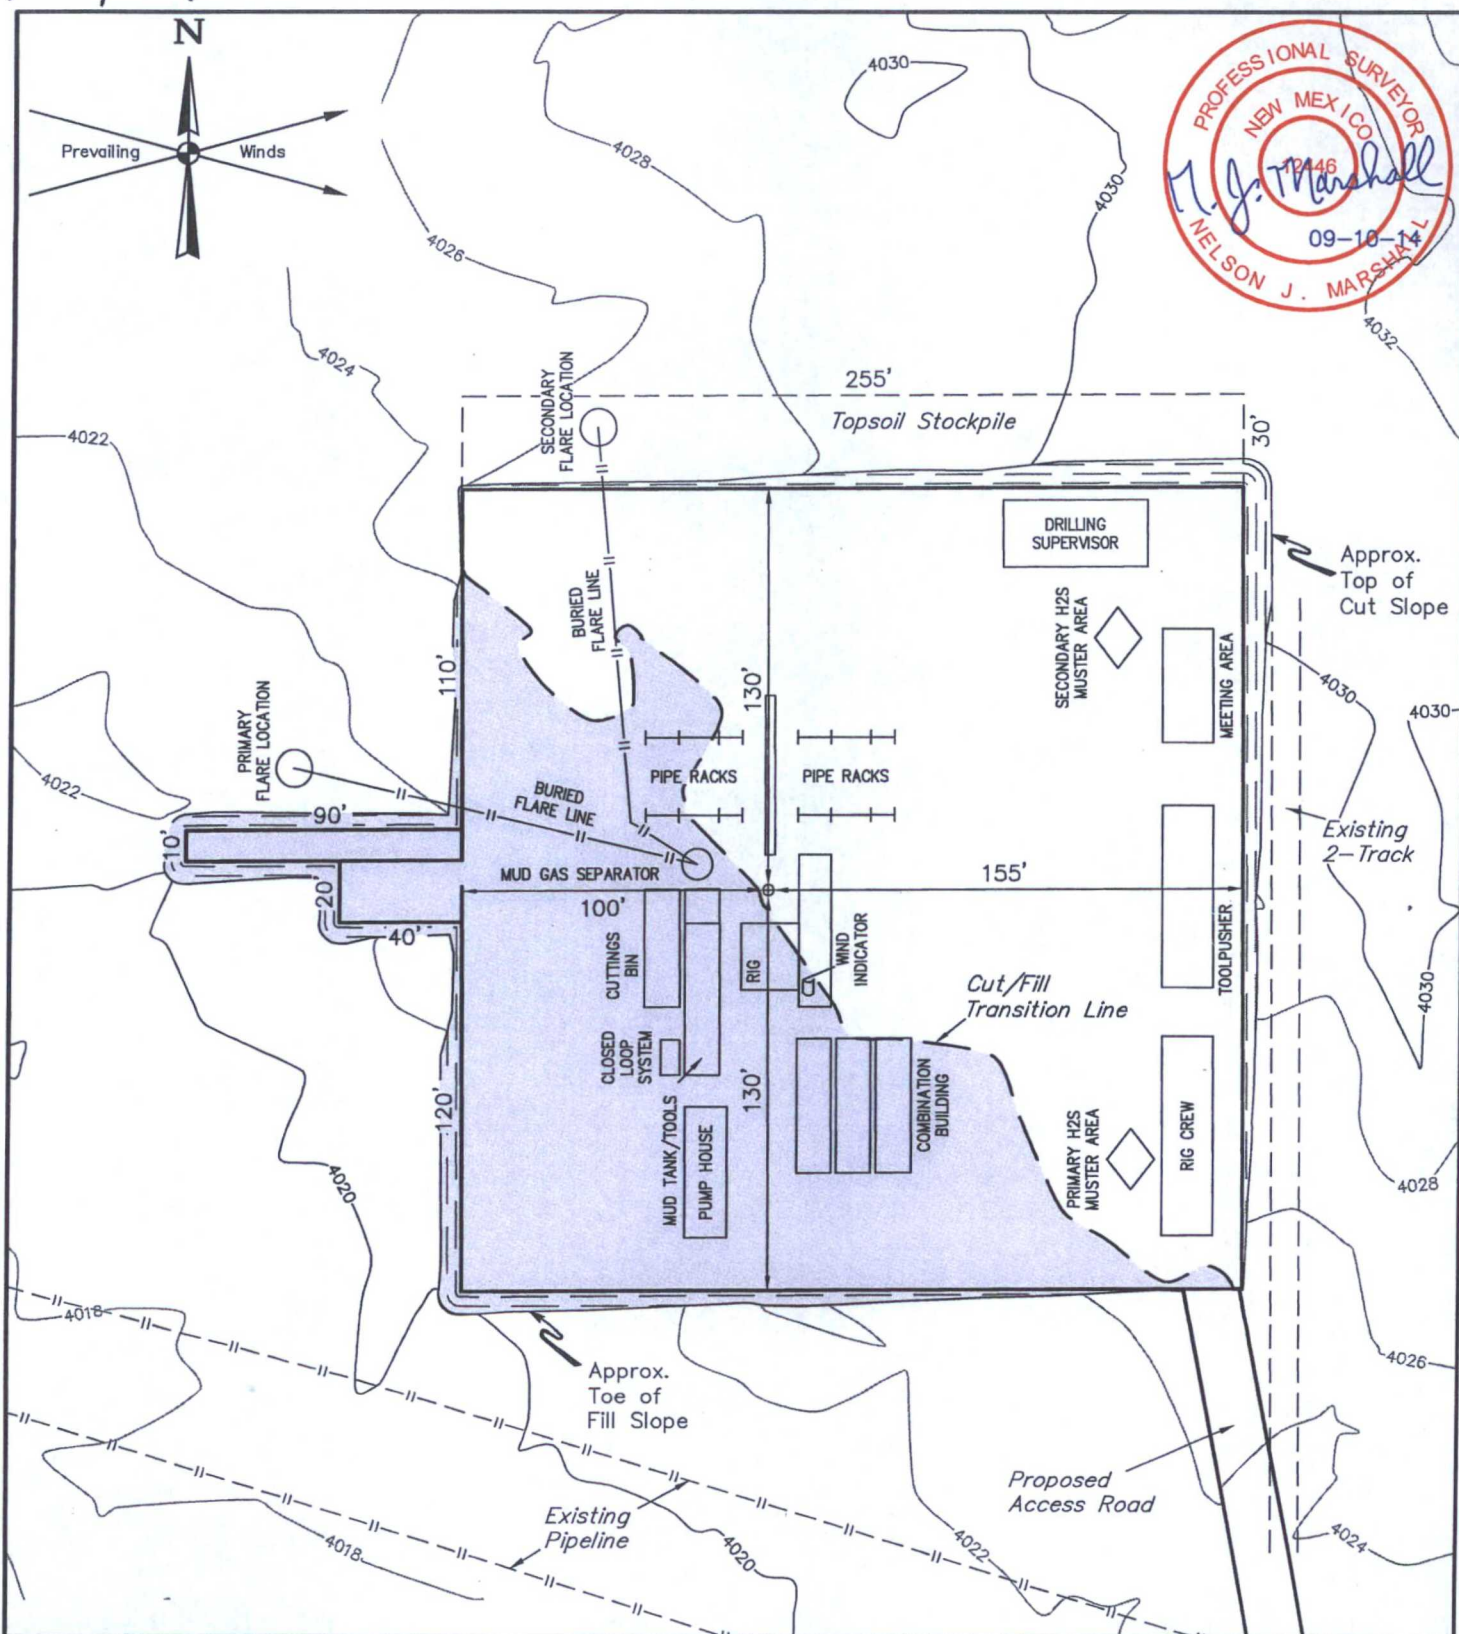 N
Prevailing Winds
PROFESSIONAL SURVEYOR
NEW MEXICO
12446
N. J. Marshall
09-10-14
NELSON J. MARSHALL
4030
4028
4030
4026
4032
4024
4022
SECONDARY
FLARE LOCATION
255'
Topsoil Stockpile
30'
DRILLING
SUPERVISOR
Approx.
Top of
Cut Slope
BURIED
FLARE LINE
SECONDARY H2S
MUSTER AREA
MEETING AREA
110'
130'
4030
4030
PRIMARY
FLARE LOCATION
4022
PIPE RACKS
PIPE RACKS
BURIED
FLARE LINE
90'
10'
Existing
2-Track
MUD GAS SEPARATOR
155'
100'
20'
40'
CUTTINGS
BIN
RIG
WIND
INDICATOR
TOOLPUSHER
4030
Cut/Fill
Transition Line
CLOSED
LOOP
SYSTEM
120'
130'
COMBINATION
BUILDING
MUD TANK/TOOLS
PUMP HOUSE
PRIMARY H2S
MUSTER AREA
RIG CREW
4020
4028
4018
4026
Approx.
Toe of
Fill Slope
Proposed
Access Road
Existing
Pipeline
4018
4020
4022
4024